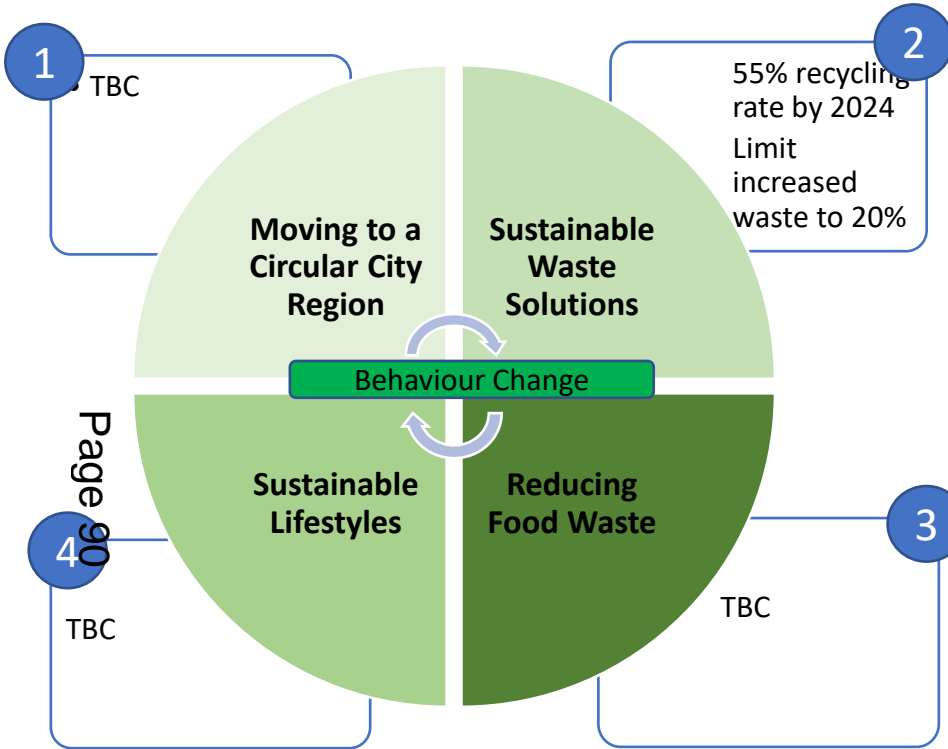 1
• TBC
2
55% recycling
rate by 2024
Limit
increased
waste to 20%
Moving to a
Circular City
Region
Sustainable
Waste
Solutions
Behaviour Change
Sustainable
Lifestyles
Reducing
Food Waste
Page 90
4
TBC
3
TBC